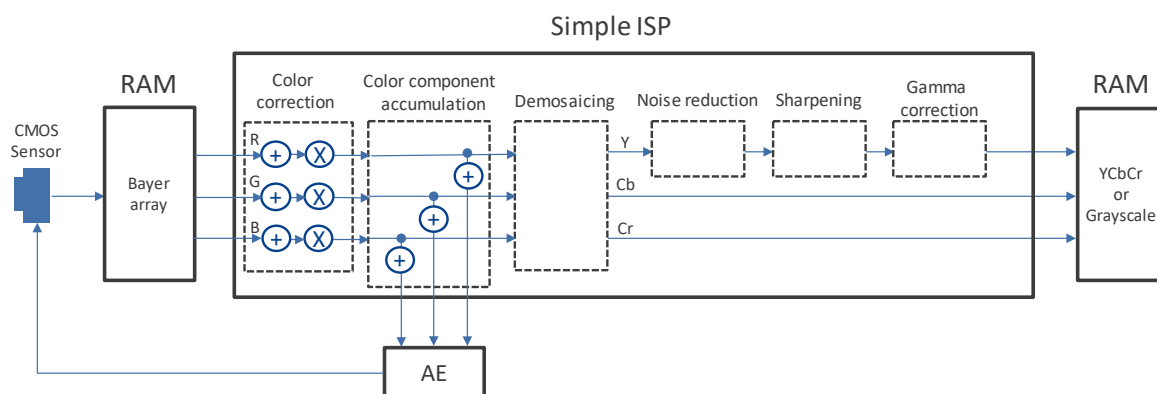 Simple ISP
RAM
RAM
CMOS
Sensor
Bayer
array
Color
correction
R
+
X
G
+
X
B
+
X
Color component
accumulation
+
+
+
Demosaicing
Y
Cb
Cr
Noise reduction
Sharpening
Gamma
correction
YCbCr
or
Grayscale
AE